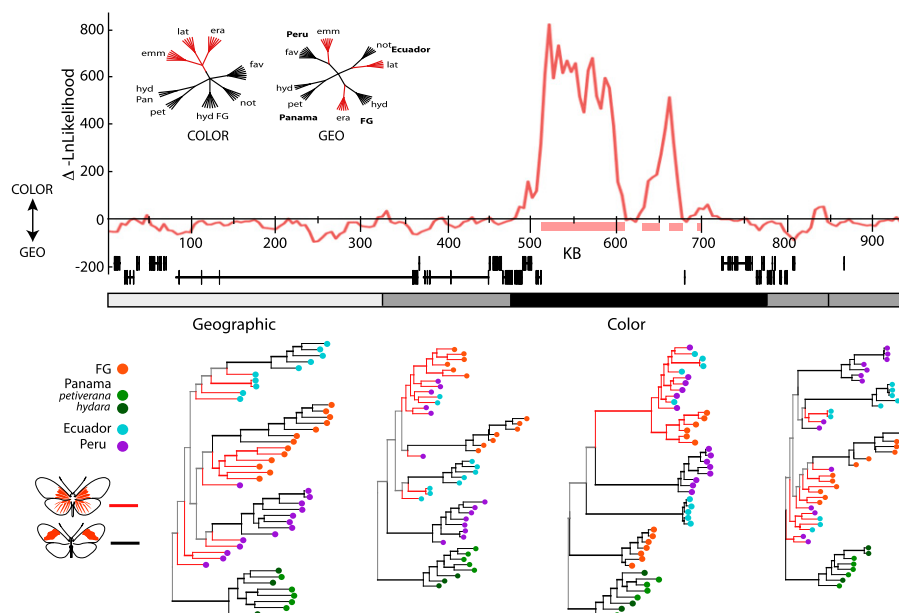 800
600
400
200
0
-200
Δ -LnLikelihood
COLOR
GEO
lat
era
emm
fav
hyd
Pan
pet
hyd FG
not
COLOR
Peru
emm
fav
not
Ecuador
lat
hyd
pet
hyd
Panama
era
FG
GEO
100
200
300
400
500
600
700
800
900
KB
Geographic
Color
FG
Panama
petiverana
hydara
Ecuador
Peru